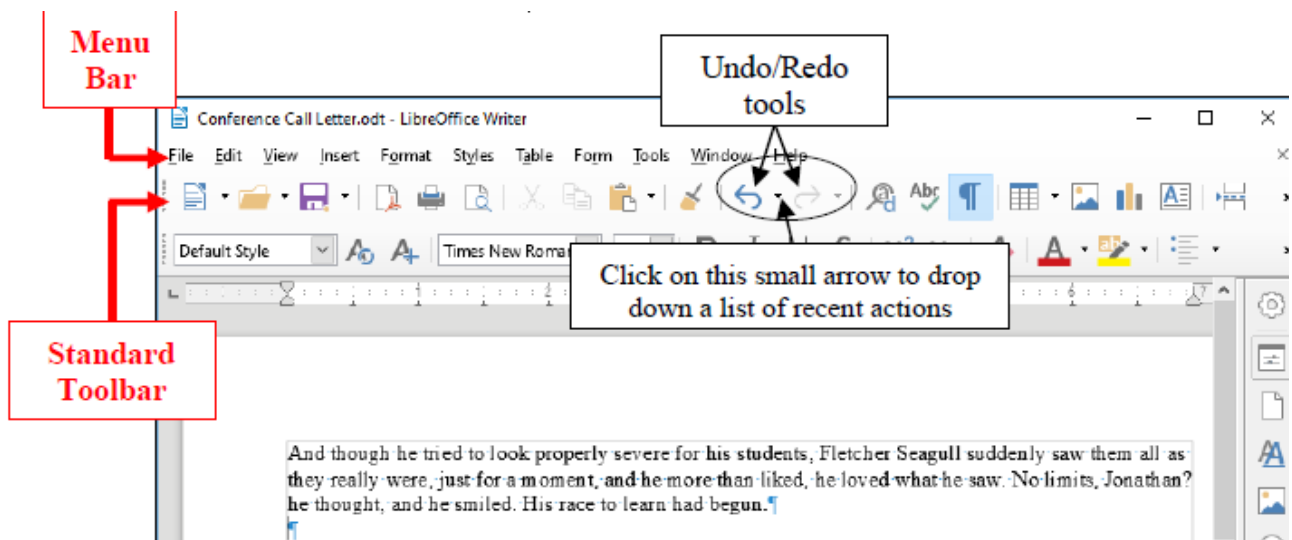 Menu
Bar
Undo/Redo
tools
Conference Call Letter.odt - LibreOffice Writer
File Edit View Insert Format Styles Table Form Tools Window Help
Abc
Default Style
Times New Roma
Click on this small arrow to drop
down a list of recent actions
Standard
Toolbar
And though he tried to look properly severe for his students, Fletcher Seagull suddenly saw them all as
they really were, just for a moment, and he more than liked, he loved what he saw. No limits, Jonathan?
he thought, and he smiled. His race to learn had begun.¶
¶